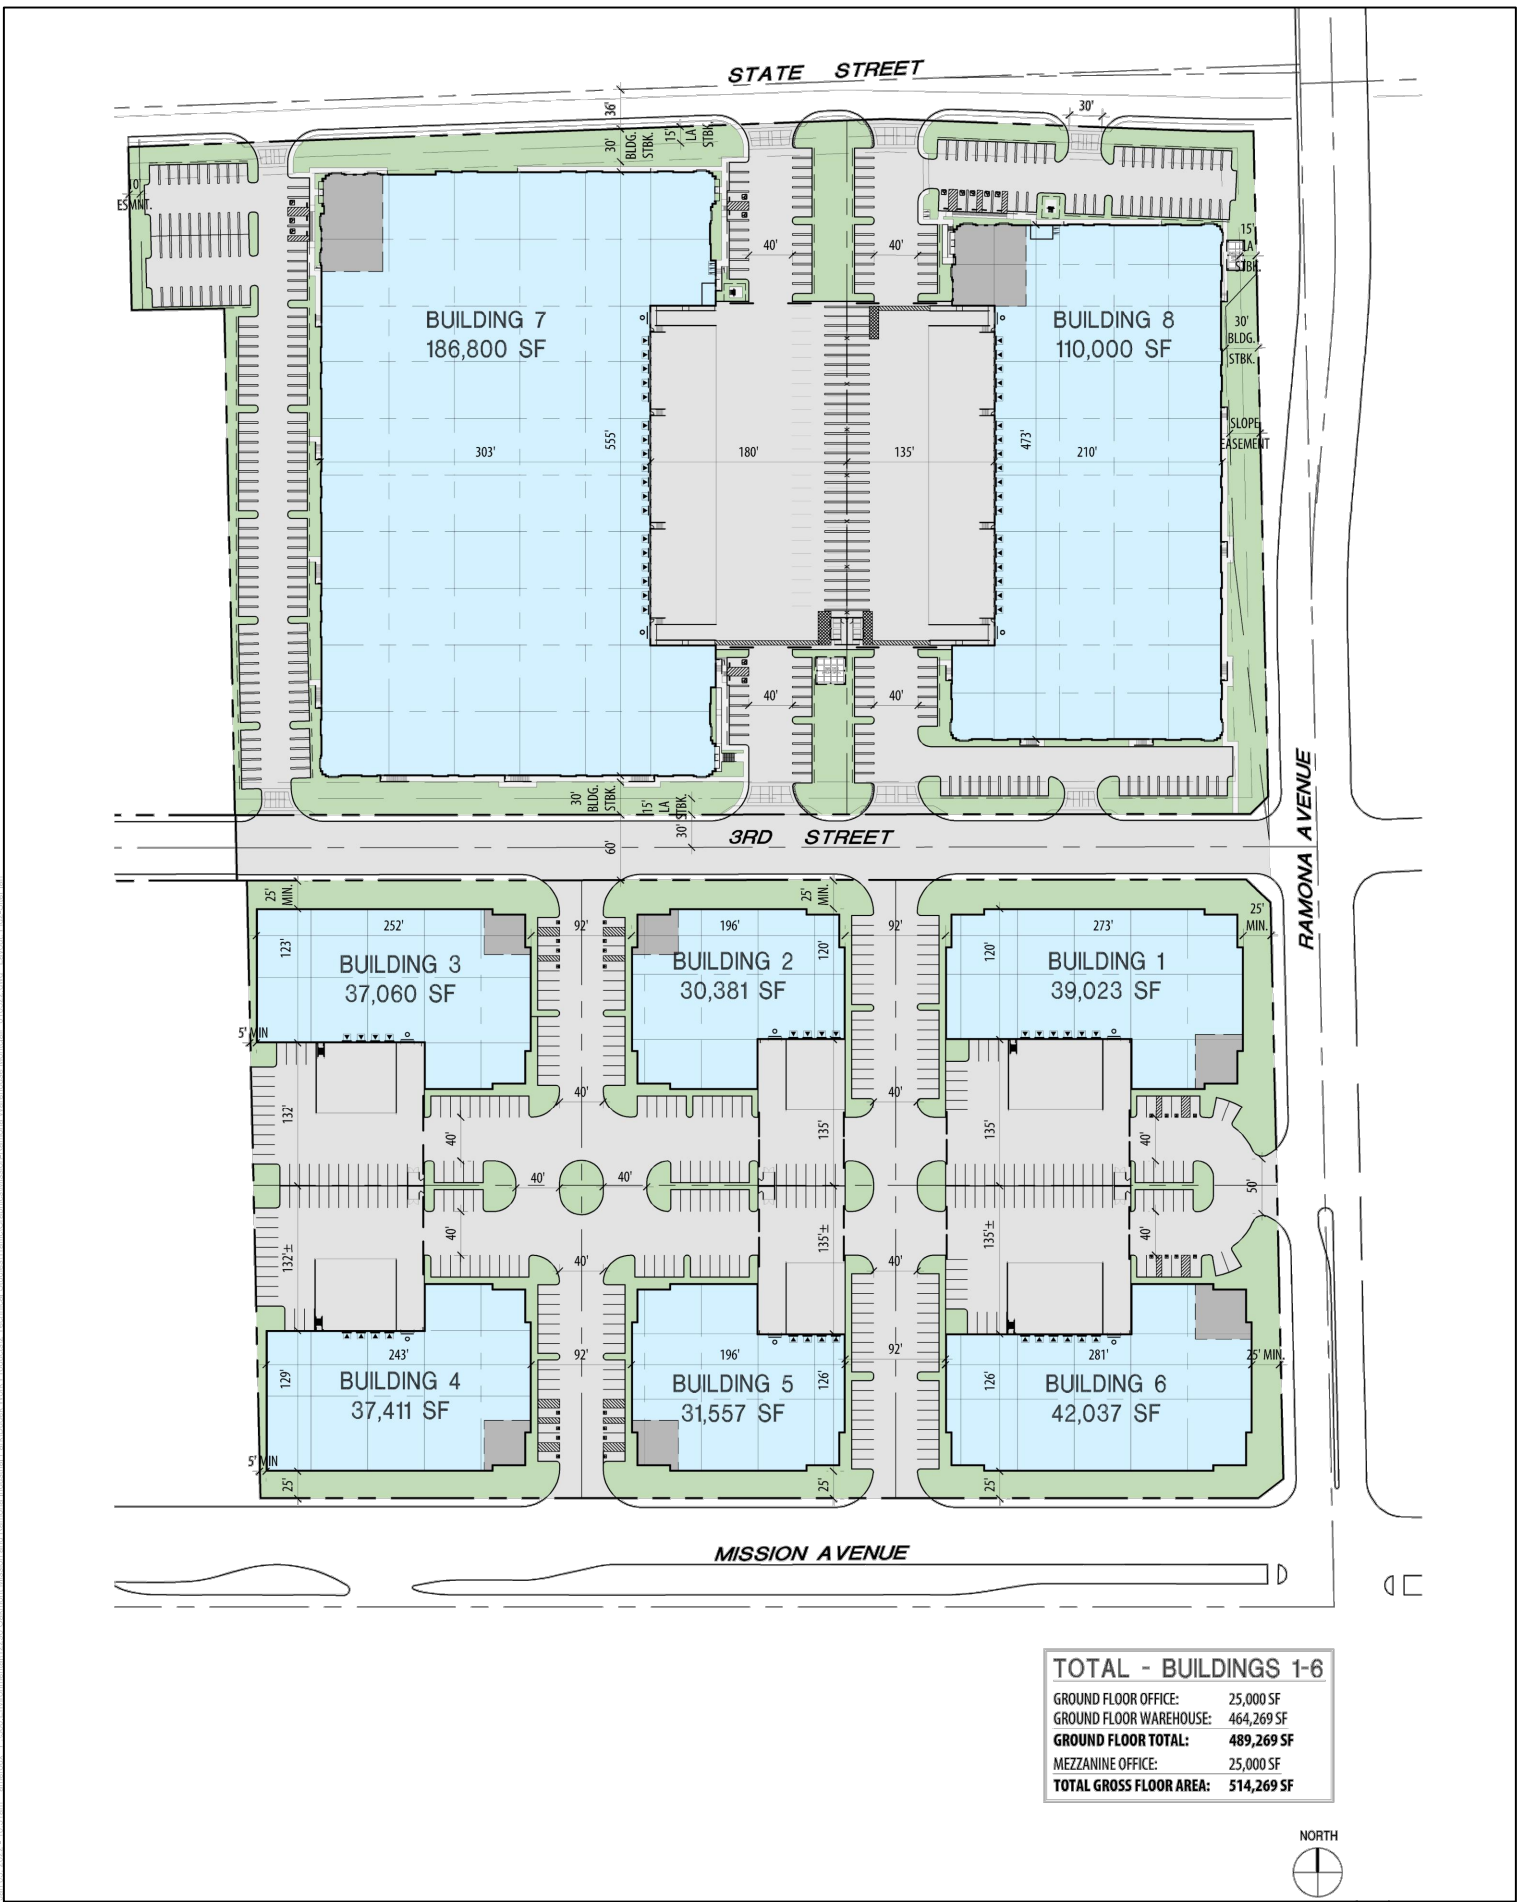 STATE STREET
36'
30'
BLDG.
STBK.
15'
LA
STBK.
30'
10'
ESMNT.
40'
40'
15'
LA
STBK.
BUILDING 7
186,800 SF
BUILDING 8
110,000 SF
30'
BLDG.
STBK.
303'
555'
180'
135'
473'
210'
SLOPE
EASEMENT
40'
40'
30'
BLDG.
STBK.
15'
LA
STBK.
30'
60'
3RD STREET
RAMONA AVENUE
25'
MIN.
25'
MIN.
25'
MIN.
252'
92'
196'
92'
273'
123'
120'
120'
BUILDING 3
37,060 SF
BUILDING 2
30,381 SF
BUILDING 1
39,023 SF
5' MIN
40'
40'
132'
40'
135'
135'
40'
40'
40'
50'
132'±
40'
135'±
135'±
40'
40'
40'
243'
92'
196'
92'
281'
25' MIN.
129'
126'
126'
BUILDING 4
37,411 SF
BUILDING 5
31,557 SF
BUILDING 6
42,037 SF
5' MIN
25'
25'
25'
MISSION AVENUE
TOTAL - BUILDINGS 1-6
GROUND FLOOR OFFICE: 25,000 SF
GROUND FLOOR WAREHOUSE: 464,269 SF
GROUND FLOOR TOTAL: 489,269 SF
MEZZANINE OFFICE: 25,000 SF
TOTAL GROSS FLOOR AREA: 514,269 SF
NORTH